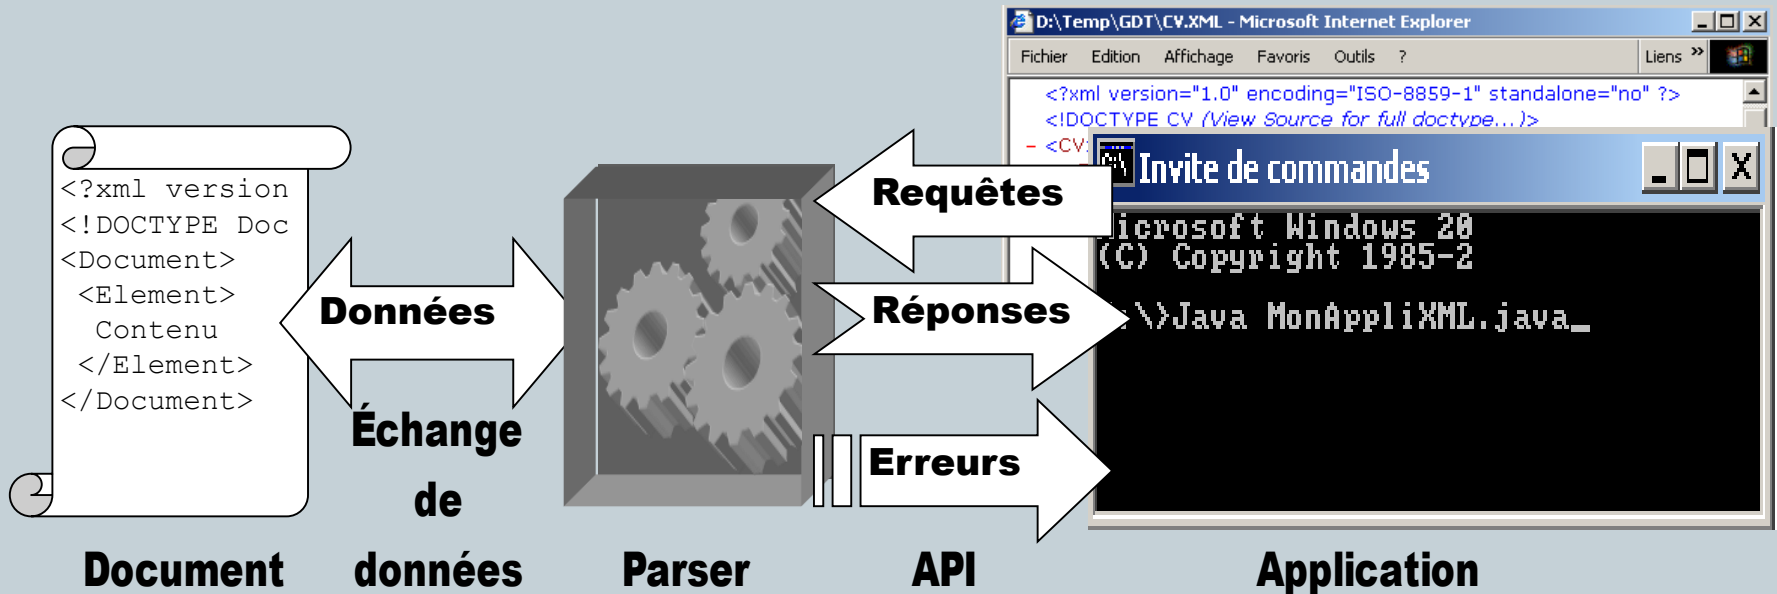 D:\Temp\GDT\CV.XML - Microsoft Internet Explorer
Fichier Edition Affichage Favoris Outils ? Liens »
<?xml version="1.0" encoding="ISO-8859-1" standalone="no" ?>
<!DOCTYPE CV (View Source for full doctype...)>
- <CV
Invite de commandes
Microsoft Windows 20
(C) Copyright 1985-2
:\>Java MonAppliXML.java_
<?xml version
<!DOCTYPE Doc
<Document>
<Element>
Contenu
</Element>
</Document>
Données
Requêtes
Réponses
Erreurs
Document
Échange
de
données
Parser
API
Application